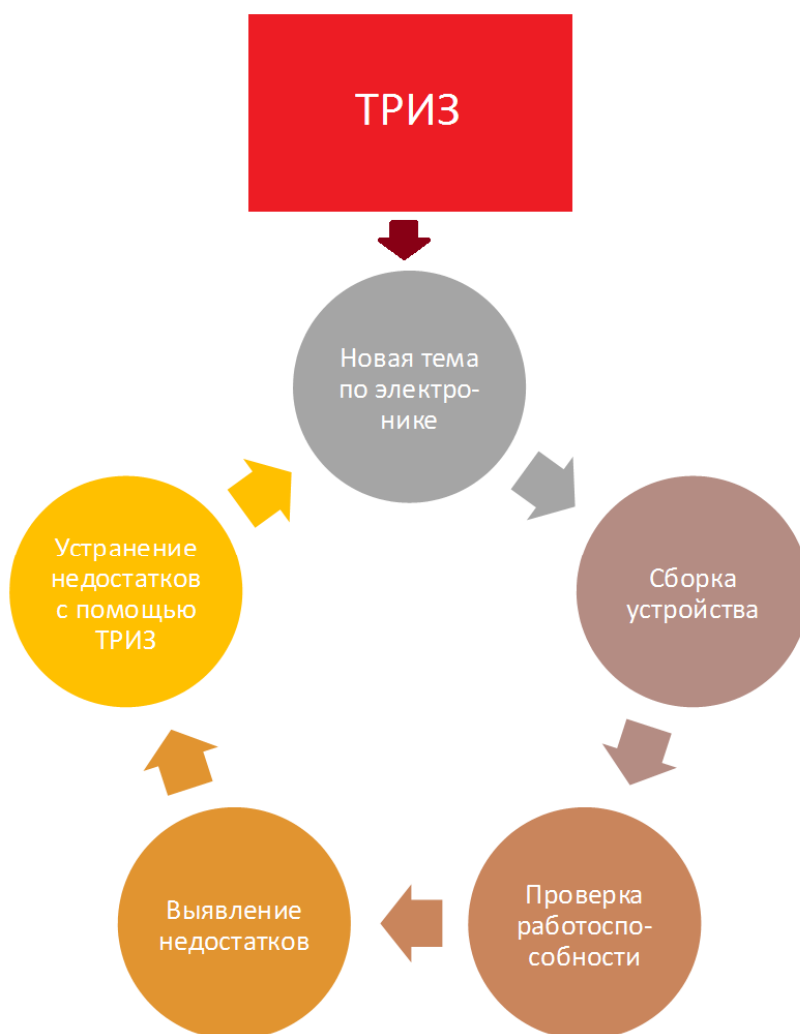 ТРИЗ
Новая тема
по электро-
нике
Сборка
устройства
Проверка
работоспо-
собности
Выявление
недостатков
Устранение
недостатков
с помощью
ТРИЗ